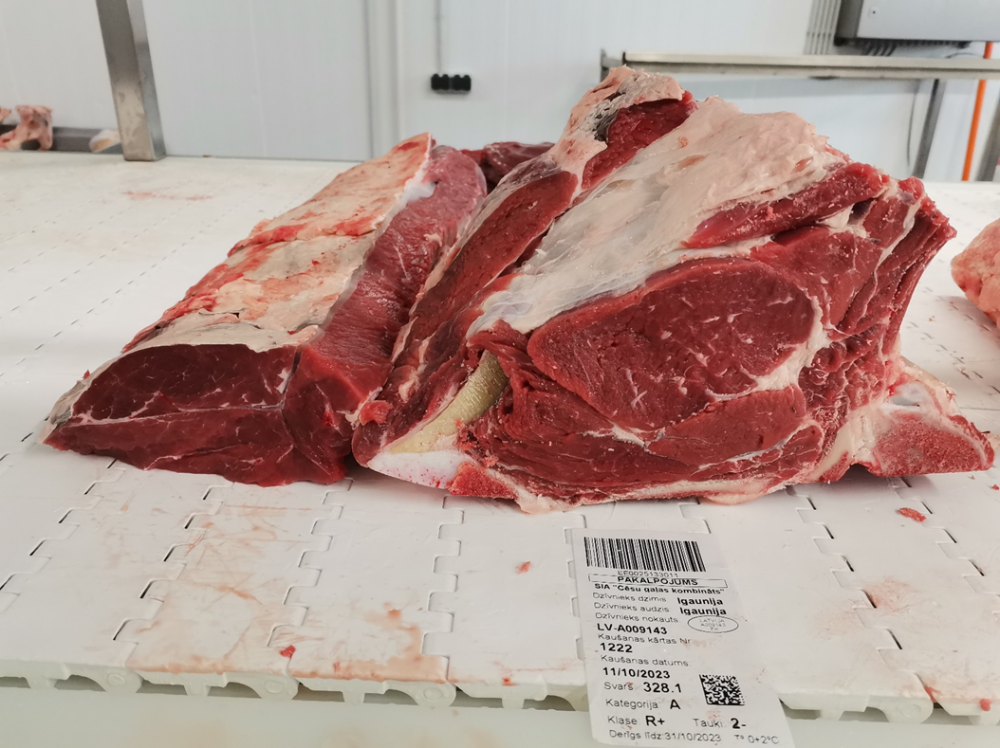 EE0025133011
PAKALPOJUMS
SIA "Cēsu gaļas kombināts"
Dzīvnieks dzimis Igaunija
Dzīvnieks audzis Igaunija
Dzīvnieks nokauts
LATVIJA
A009143
LV-A009143
Kaušanas kārtas Nr
1222
Kaušanas datums
11/10/2023
Svars 328.1
Kategorija A
Klase R+ Tauki: 2-
Derīgs līdz:31/10/2023 T° 0+2°C